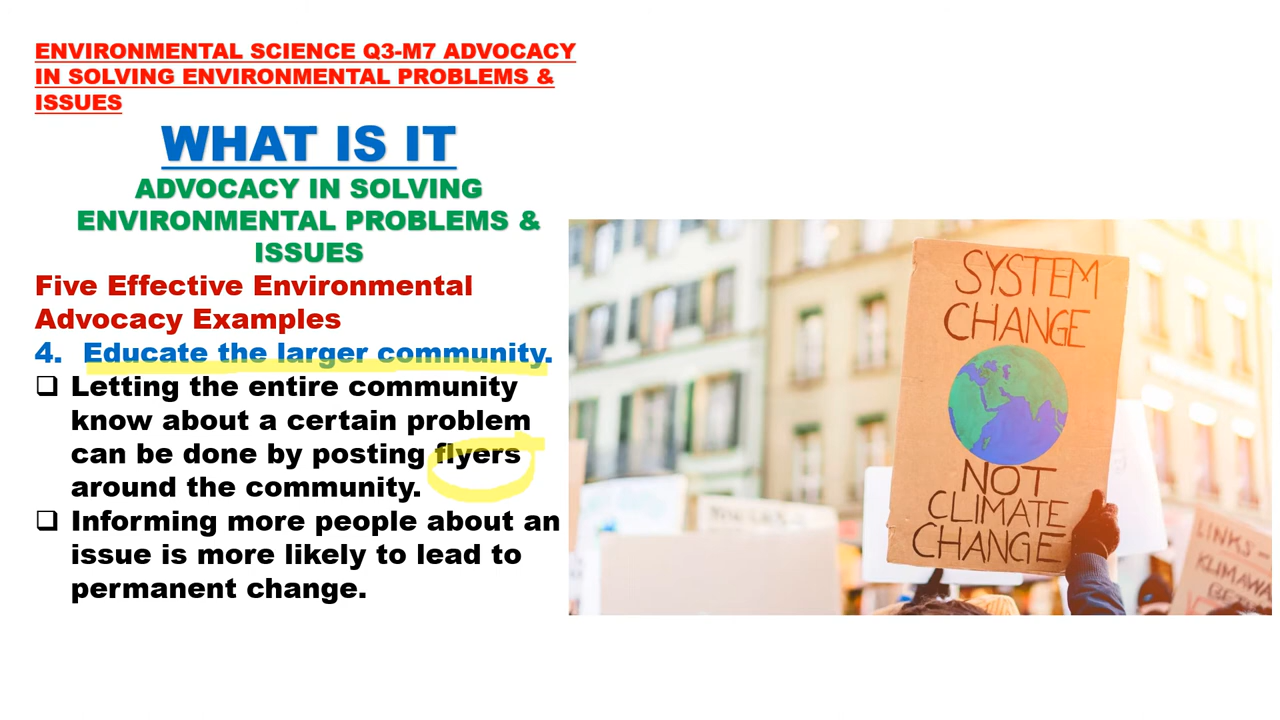 ENVIRONMENTAL SCIENCE Q3-M7 ADVOCACY
IN SOLVING ENVIRONMENTAL PROBLEMS &
ISSUES
WHAT IS IT
ADVOCACY IN SOLVING
ENVIRONMENTAL PROBLEMS &
ISSUES
Five Effective Environmental
Advocacy Examples
4. Educate the larger community.
❑ Letting the entire community
know about a certain problem
can be done by posting flyers
around the community.
❑ Informing more people about an
issue is more likely to lead to
permanent change.
SYSTEM
CHANGE
NOT
CLIMATE
CHANGE
LINKS-